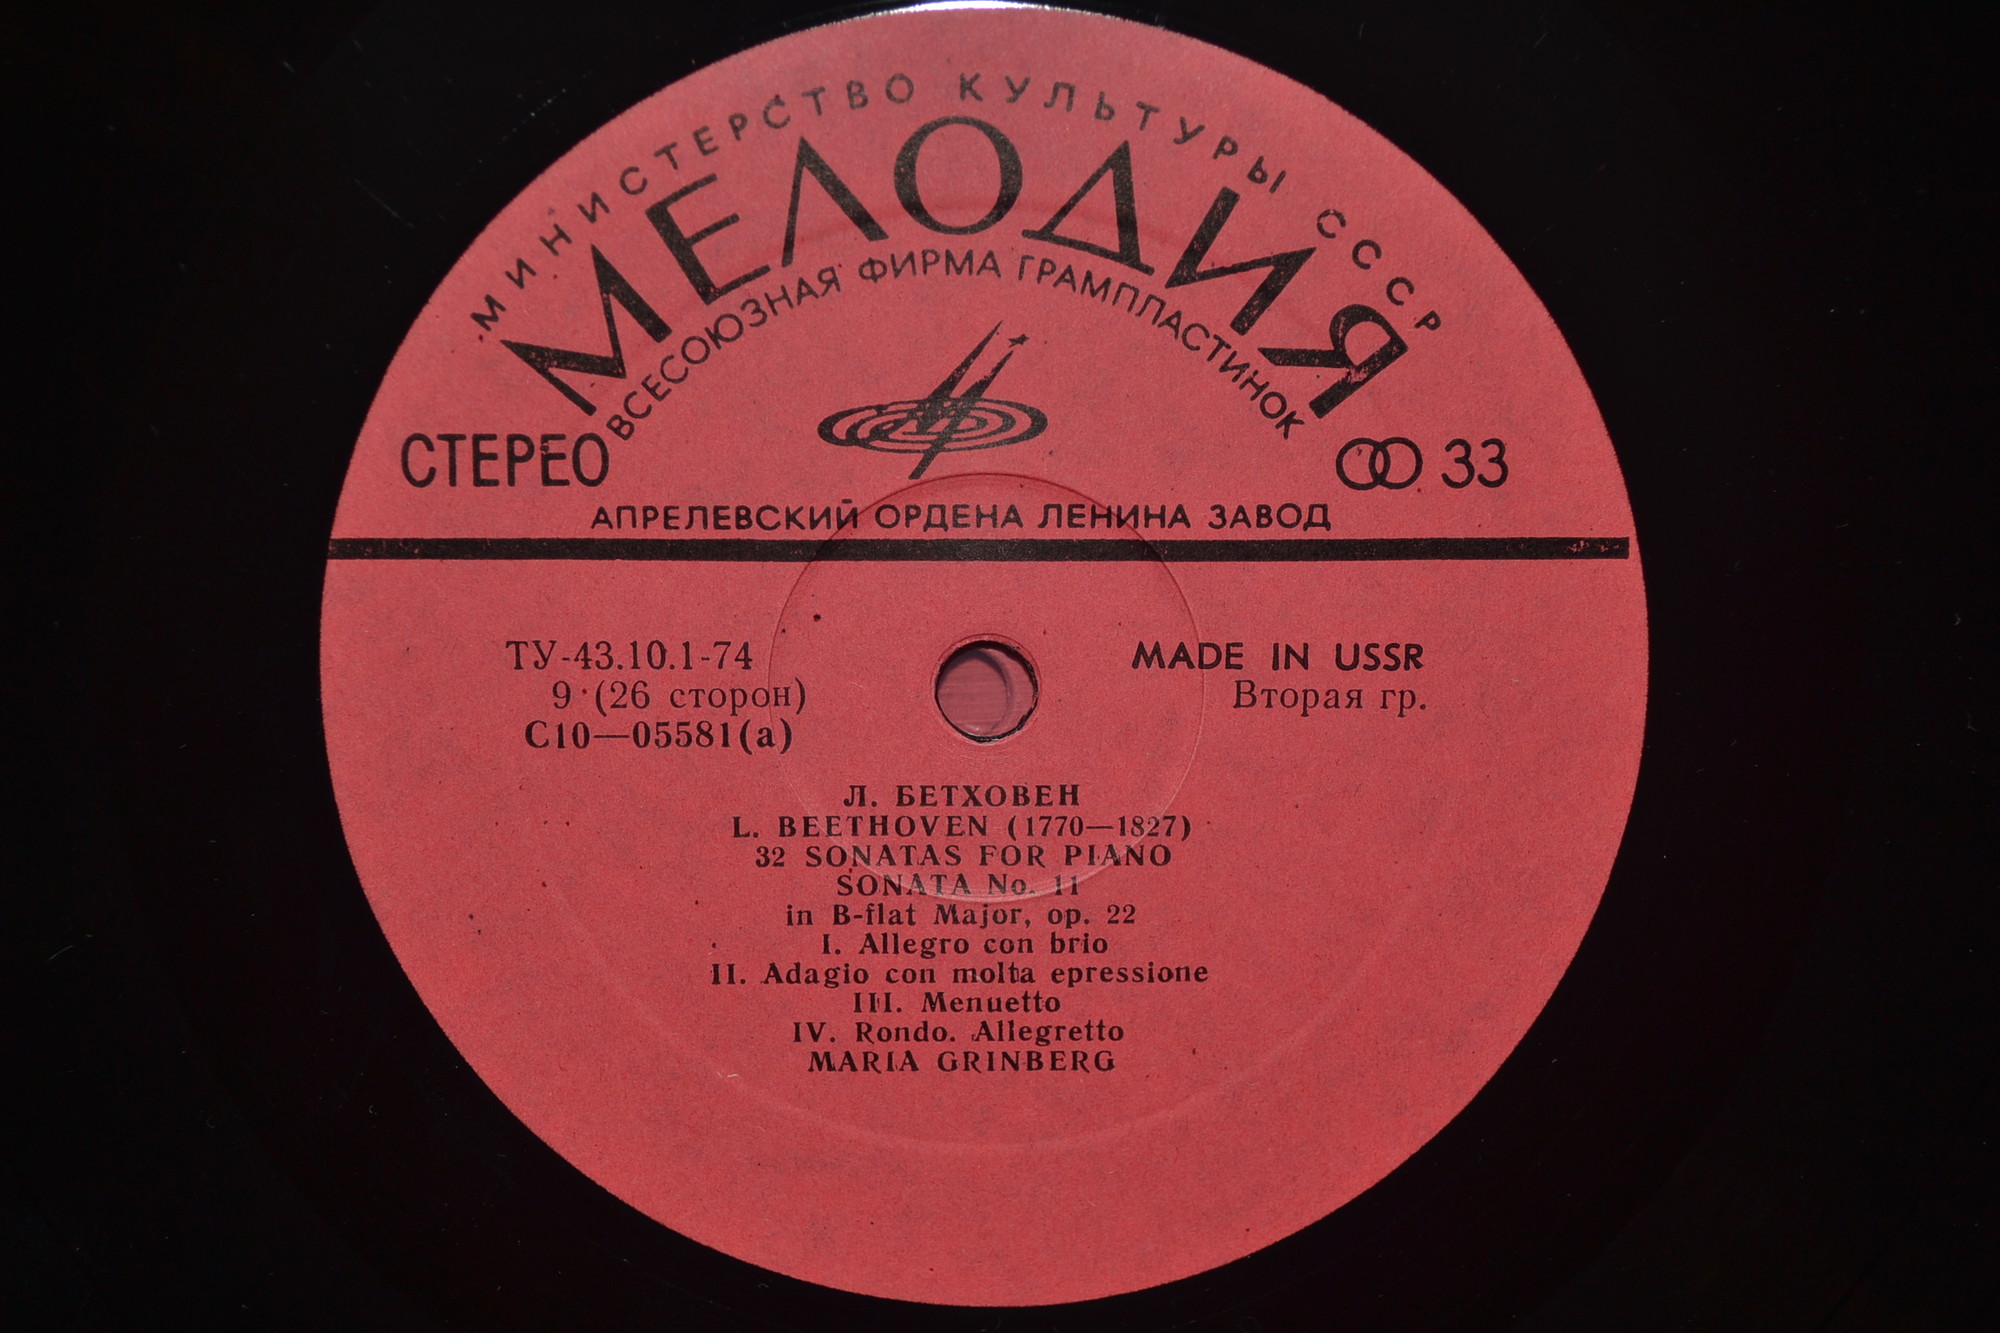 МИНИСТЕРСТВО КУЛЬТУРЫ СССР
МЕЛОДИЯ
ВСЕСОЮЗНАЯ ФИРМА ГРАМПЛАСТИНОК
СТЕРЕО
33
АПРЕЛЕВСКИЙ ОРДЕНА ЛЕНИНА ЗАВОД
ТУ-43.10.1-74
MADE IN USSR
9 (26 сторон)
Вторая гр.
С10—05581(а)
Л. БЕТХОВЕН
L. BEETHOVEN (1770—1827)
32 SONATAS FOR PIANO
SONATA No. 11
in B-flat Major, op. 22
I. Allegro con brio
II. Adagio con molta epressione
III. Menuetto
IV. Rondo. Allegretto
MARIA GRINBERG